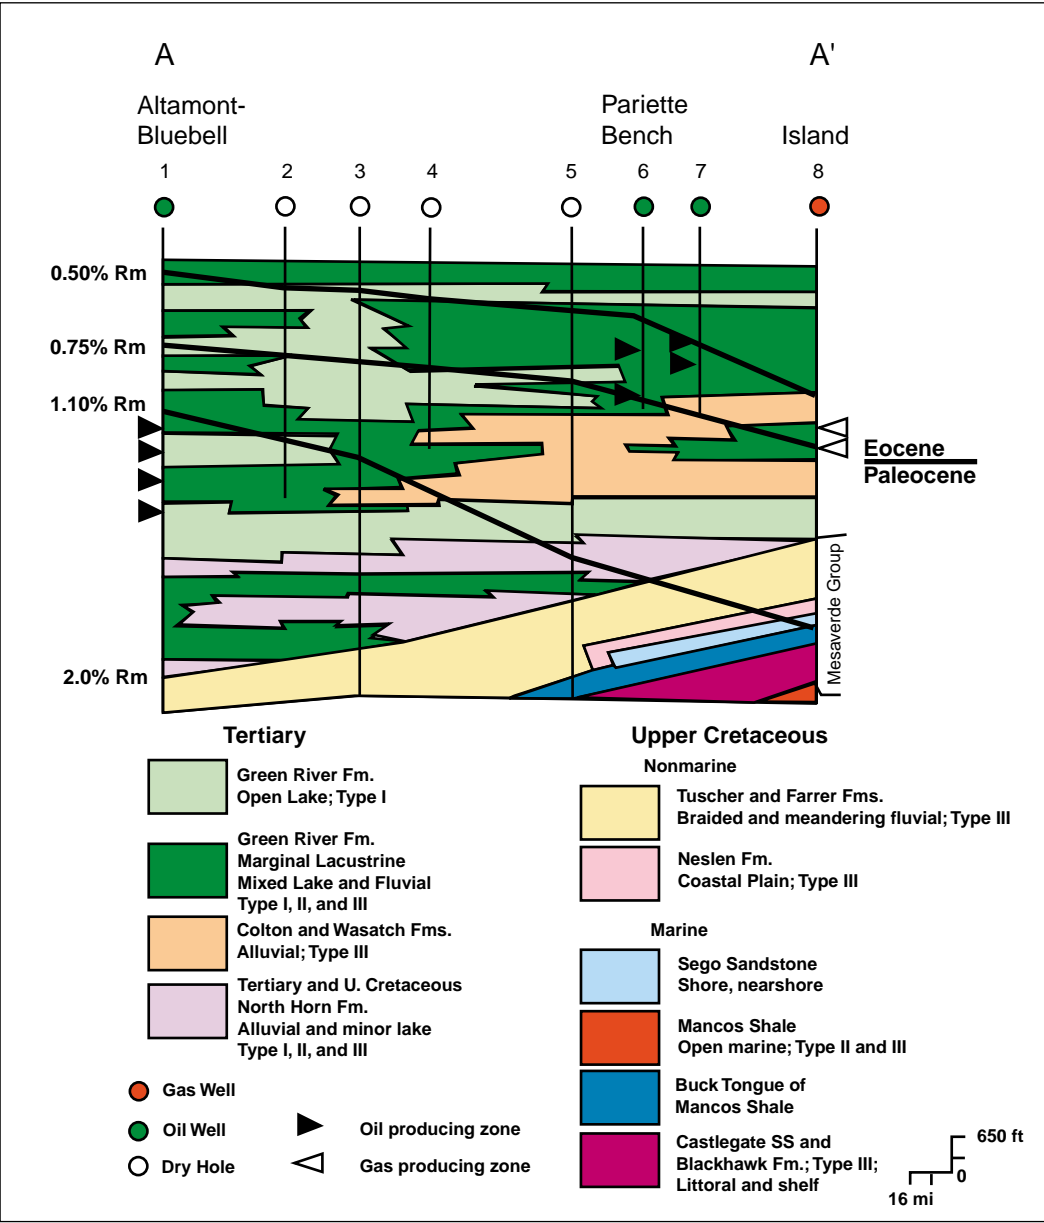 A
A'
Altamont-
Bluebell
Pariette
Bench
Island
1
2
3
4
5
6
7
8
0.50% Rm
0.75% Rm
1.10% Rm
2.0% Rm
Eocene
Paleocene
Mesaverde Group
Tertiary
Green River Fm.
Open Lake; Type I
Green River Fm.
Marginal Lacustrine
Mixed Lake and Fluvial
Type I, II, and III
Colton and Wasatch Fms.
Alluvial; Type III
Tertiary and U. Cretaceous
North Horn Fm.
Alluvial and minor lake
Type I, II, and III
Gas Well
Oil Well
Dry Hole
Oil producing zone
Gas producing zone
Upper Cretaceous
Nonmarine
Tuscher and Farrer Fms.
Braided and meandering fluvial; Type III
Neslen Fm.
Coastal Plain; Type III
Marine
Sego Sandstone
Shore, nearshore
Mancos Shale
Open marine; Type II and III
Buck Tongue of
Mancos Shale
Castlegate SS and
Blackhawk Fm.; Type III;
Littoral and shelf
650 ft
0
16 mi